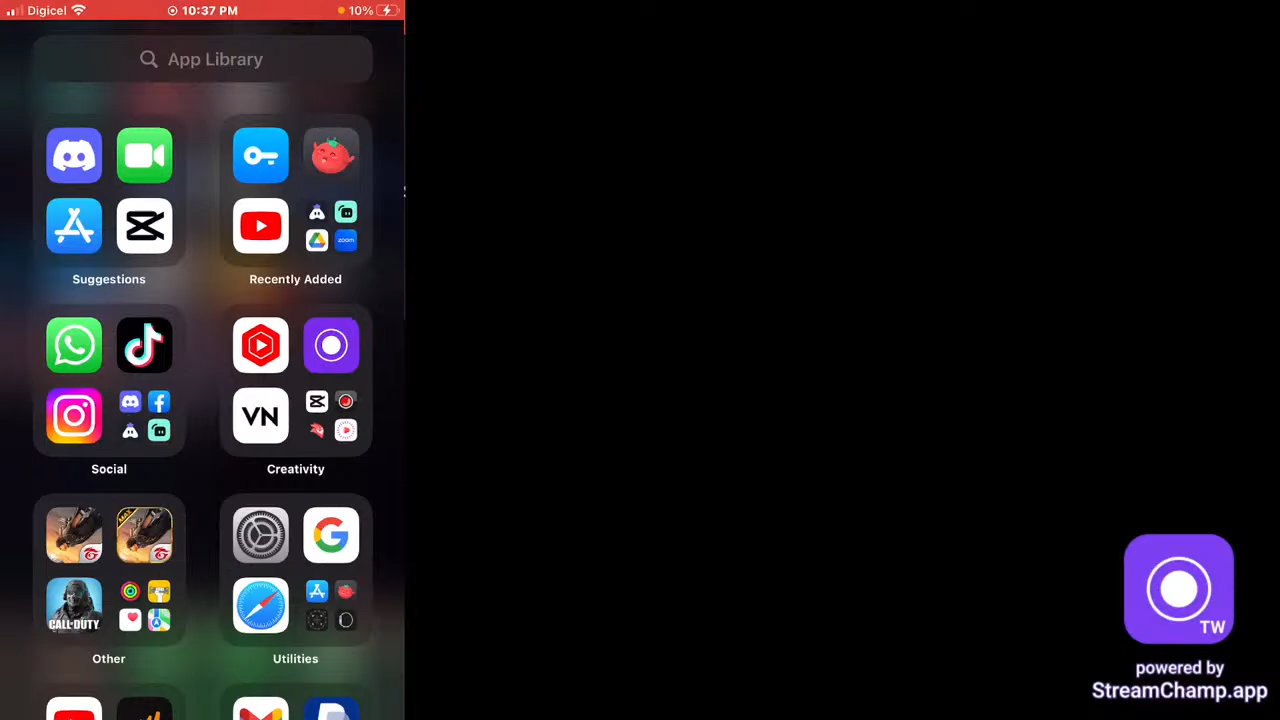 Digicel 10:37 PM 10%
App Library
zoom
Suggestions Recently Added
VN
Social Creativity
MAX
CALL·DUTY
Other Utilities
TW
powered by
StreamChamp.app